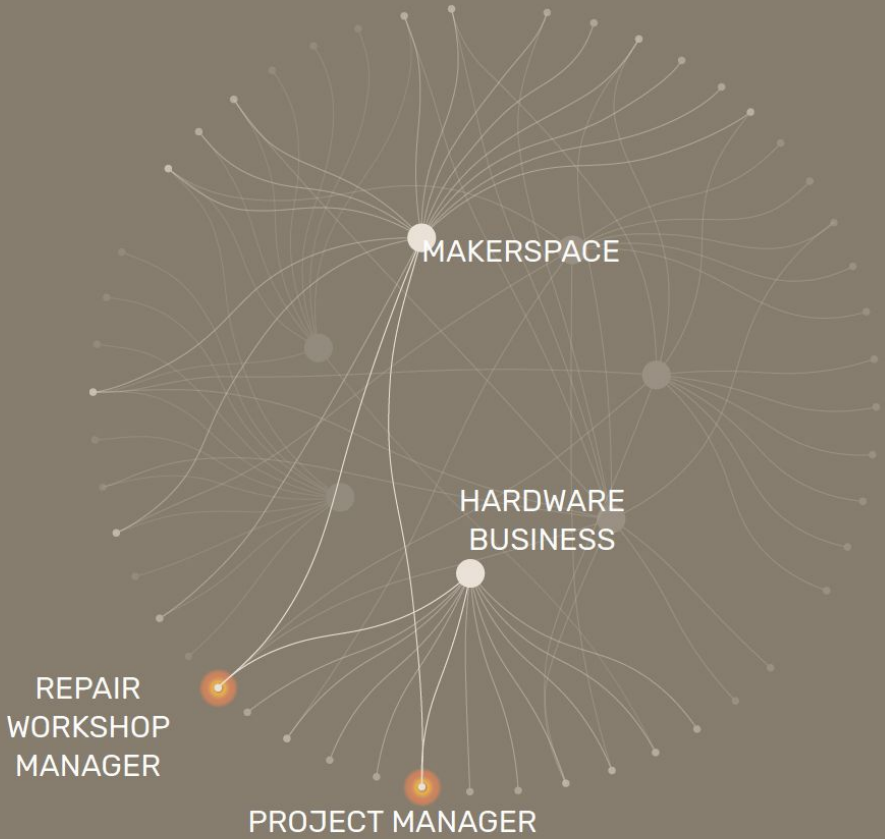 MAKERSPACE
HARDWARE
BUSINESS
REPAIR
WORKSHOP
MANAGER
PROJECT MANAGER